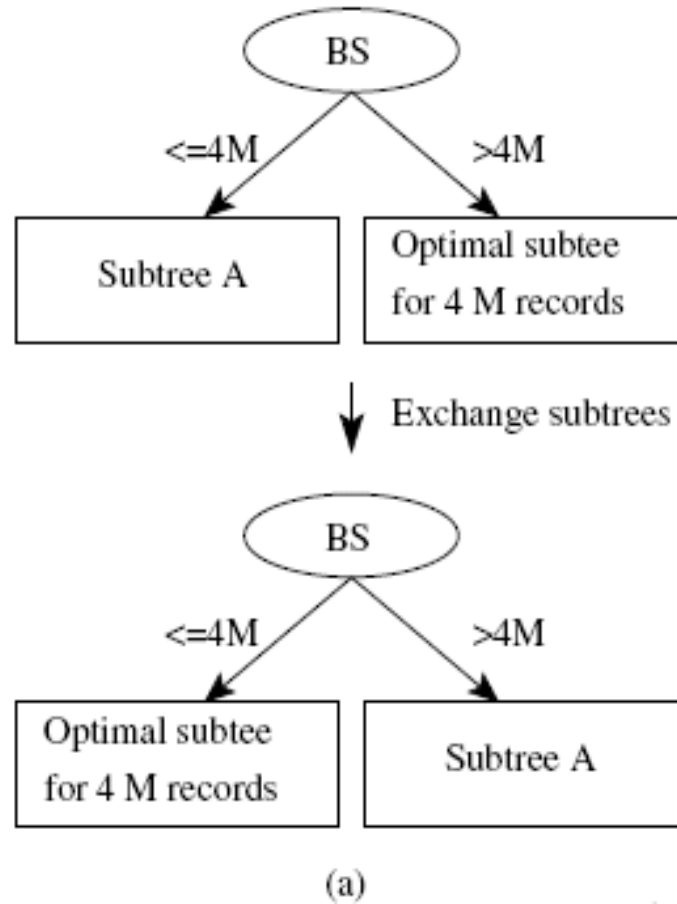 BS
<=4M
>4M
Subtree A
Optimal subtee
for 4 M records
Exchange subtrees
BS
<=4M
>4M
Optimal subtee
for 4 M records
Subtree A
(a)